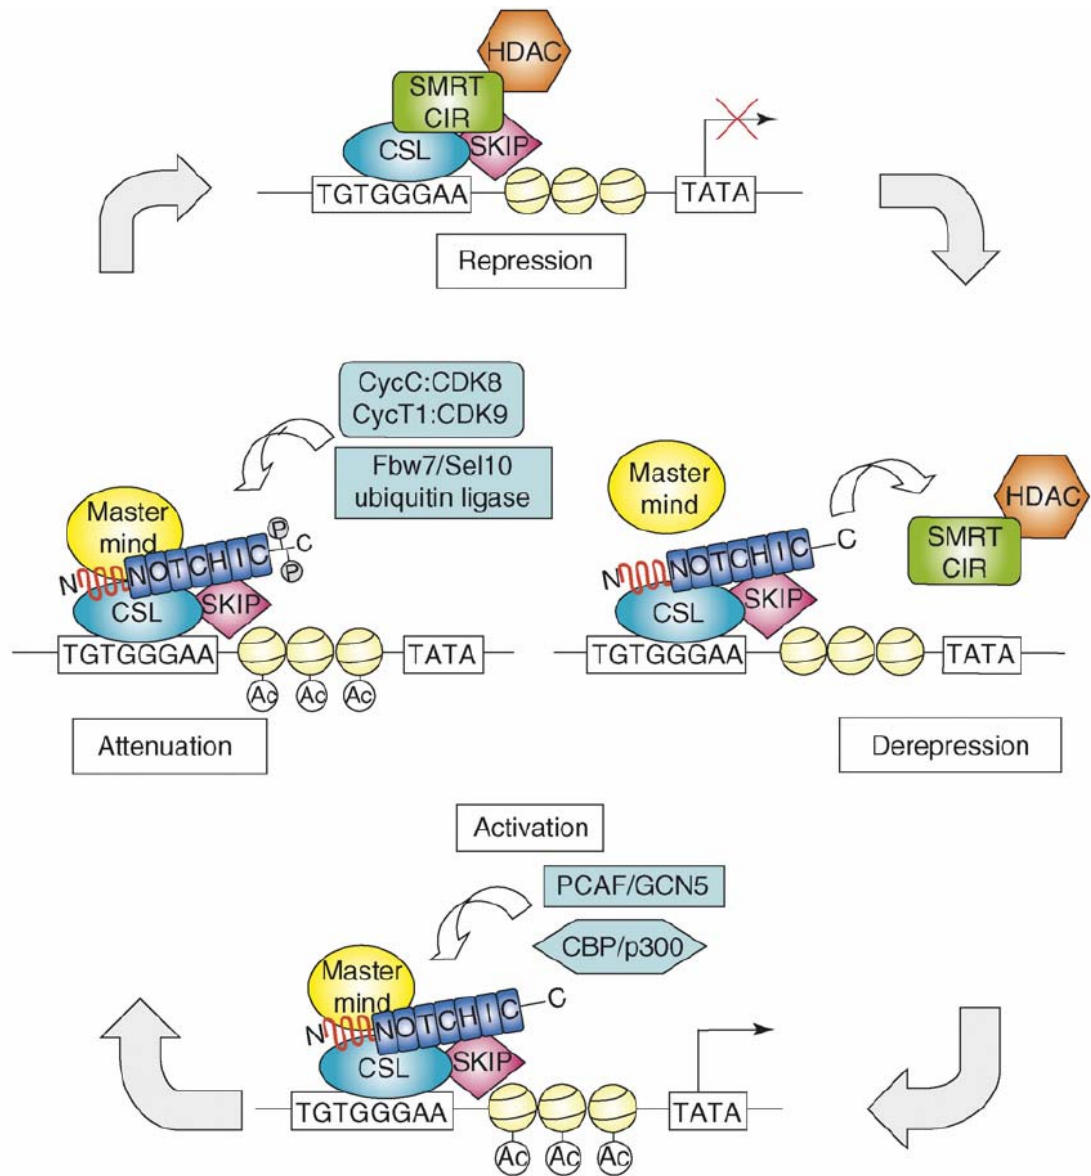 HDAC
SMRT
CIR
CSL
SKIP
TGTGGGAA
TATA
Repression
CycC:CDK8
CycT1:CDK9
Fbw7/Sel10
ubiquitin ligase
Master
mind
N
NOTCHIC
P
C
P
CSL
SKIP
TGTGGGAA
TATA
Ac Ac Ac
Attenuation
Master
mind
HDAC
SMRT
CIR
N
NOTCHIC
C
CSL
SKIP
TGTGGGAA
TATA
Derepression
Activation
PCAF/GCN5
CBP/p300
Master
mind
N
NOTCHIC
C
CSL
SKIP
TGTGGGAA
TATA
Ac Ac Ac